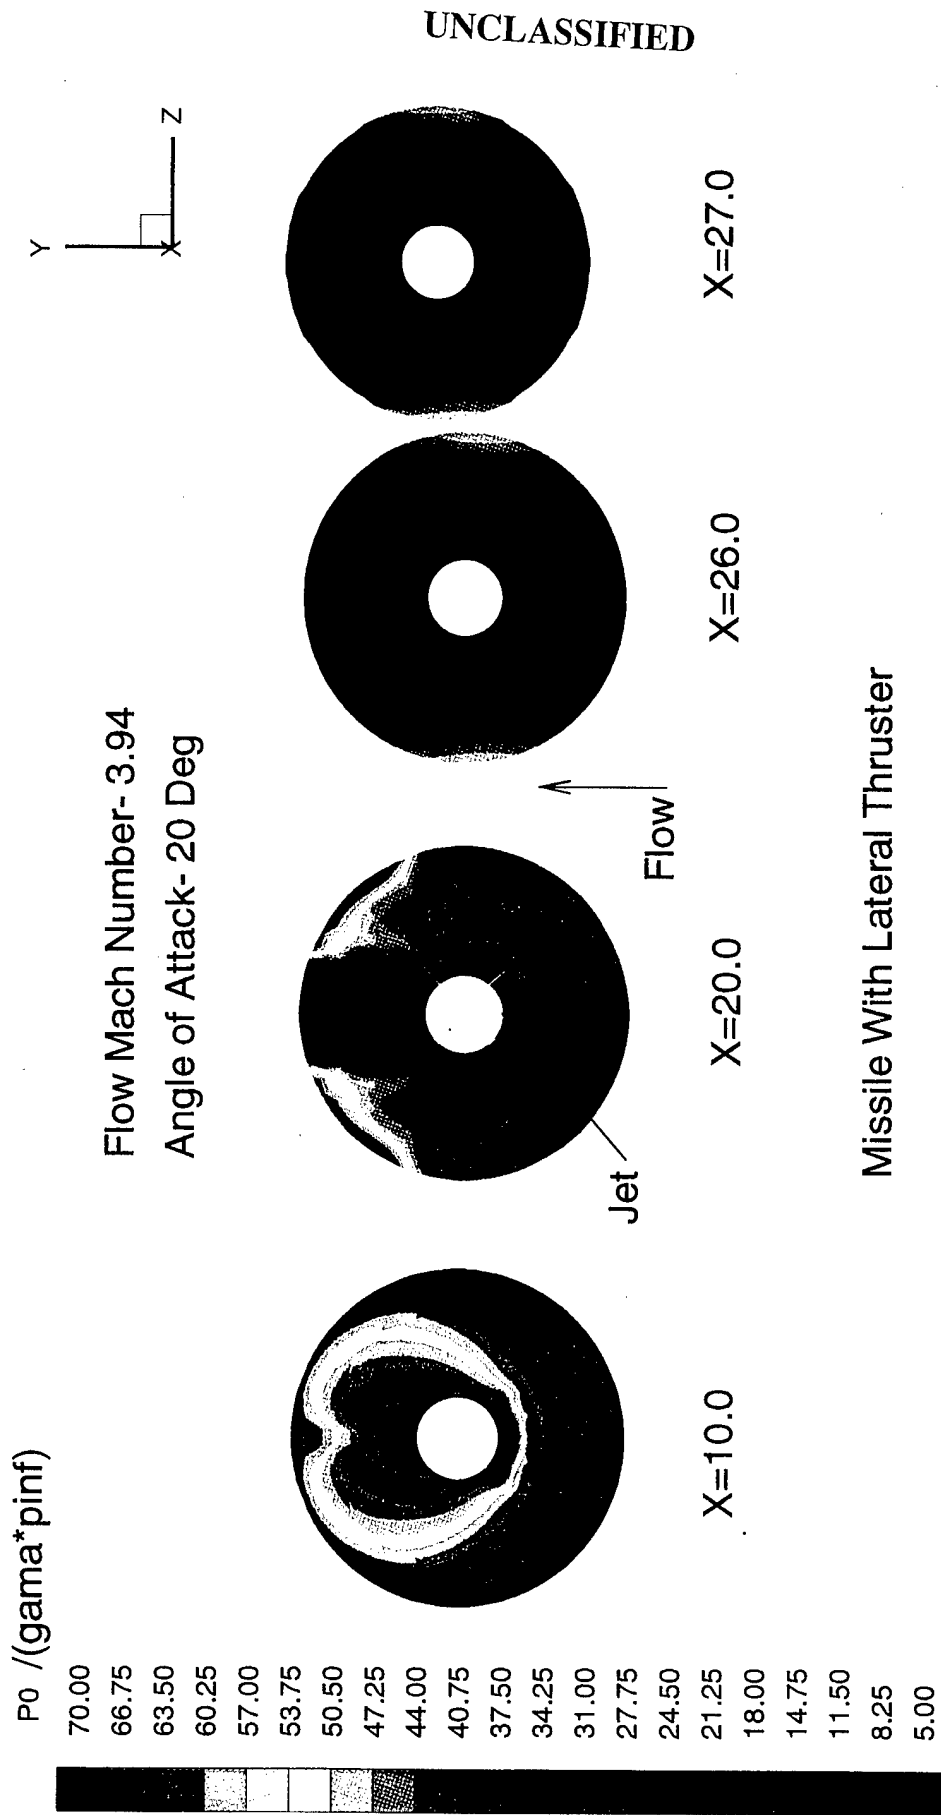 UNCLASSIFIED
P0 /(gama*pinf)
70.00
66.75
63.50
60.25
57.00
53.75
50.50
47.25
44.00
40.75
37.50
34.25
31.00
27.75
24.50
21.25
18.00
14.75
11.50
8.25
5.00
Flow Mach Number- 3.94
Angle of Attack- 20 Deg
Y
X
Z
Jet
Flow
X=10.0
X=20.0
X=26.0
X=27.0
Missile With Lateral Thruster